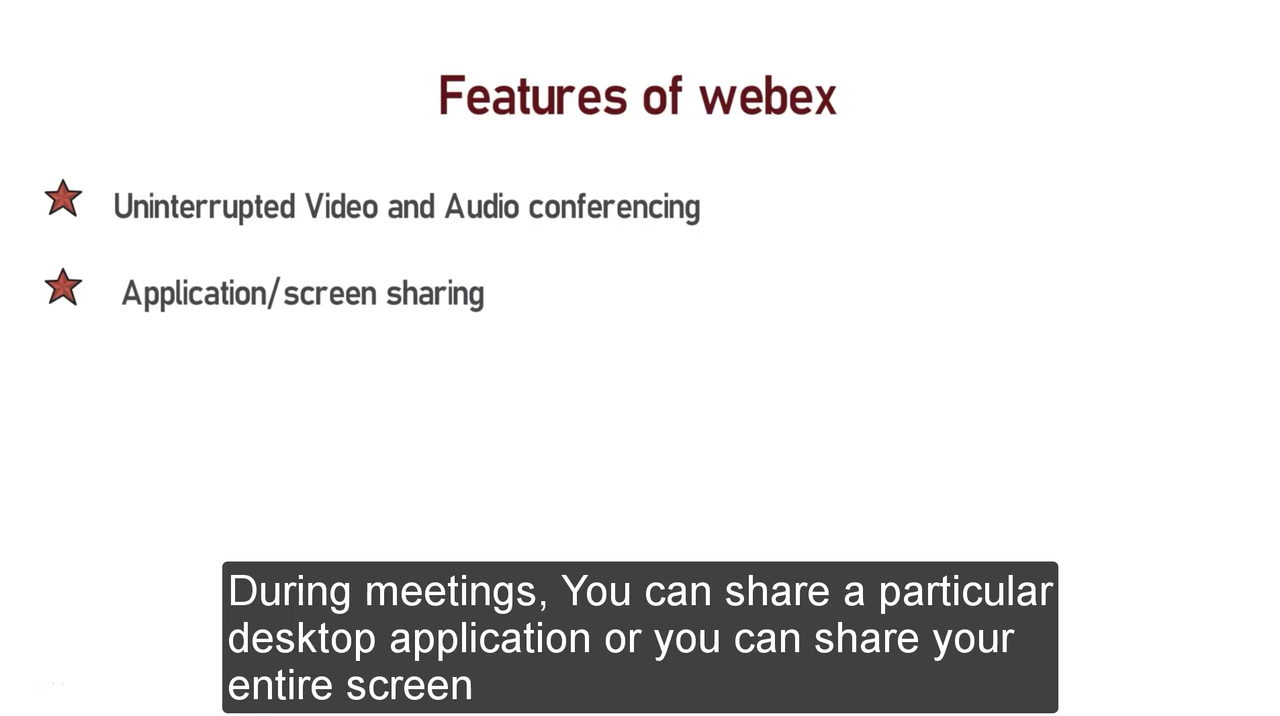 Features of webex
Uninterrupted Video and Audio conferencing
Application/screen sharing
During meetings, You can share a particular
desktop application or you can share your
entire screen